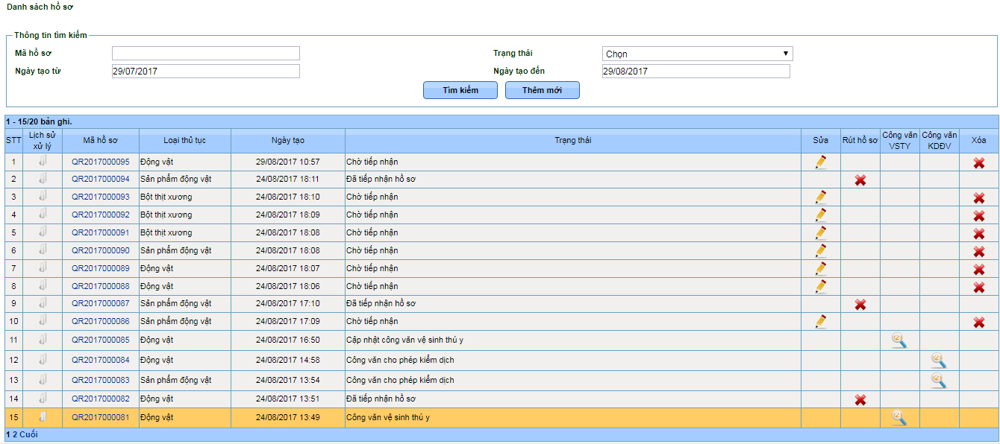 Danh sách hồ sơ
Thông tin tìm kiếm
Mã hồ sơ Trạng thái Chọn
Ngày tạo từ 29/07/2017 Ngày tạo đến 29/08/2017
Tìm kiếm Thêm mới
1 - 15/20 bản ghi.
STT Lịch sử xử lý Mã hồ sơ Loại thủ tục Ngày tạo Trạng thái Sửa Rút hồ sơ Công văn VSTY Công văn KDĐV Xóa
1 QR2017000095 Động vật 29/08/2017 10:57 Chờ tiếp nhận
2 QR2017000094 Sản phẩm động vật 24/08/2017 18:11 Đã tiếp nhận hồ sơ
3 QR2017000093 Bột thịt xương 24/08/2017 18:10 Chờ tiếp nhận
4 QR2017000092 Bột thịt xương 24/08/2017 18:09 Chờ tiếp nhận
5 QR2017000091 Bột thịt xương 24/08/2017 18:08 Chờ tiếp nhận
6 QR2017000090 Sản phẩm động vật 24/08/2017 18:08 Chờ tiếp nhận
7 QR2017000089 Động vật 24/08/2017 18:07 Chờ tiếp nhận
8 QR2017000088 Động vật 24/08/2017 18:06 Chờ tiếp nhận
9 QR2017000087 Sản phẩm động vật 24/08/2017 17:10 Đã tiếp nhận hồ sơ
10 QR2017000086 Sản phẩm động vật 24/08/2017 17:09 Chờ tiếp nhận
11 QR2017000085 Động vật 24/08/2017 16:50 Cập nhật công văn vệ sinh thú y
12 QR2017000084 Động vật 24/08/2017 14:58 Công văn cho phép kiểm dịch
13 QR2017000083 Sản phẩm động vật 24/08/2017 13:54 Công văn cho phép kiểm dịch
14 QR2017000082 Động vật 24/08/2017 13:51 Đã tiếp nhận hồ sơ
15 QR2017000081 Động vật 24/08/2017 13:49 Công văn vệ sinh thú y
1 2 Cuối